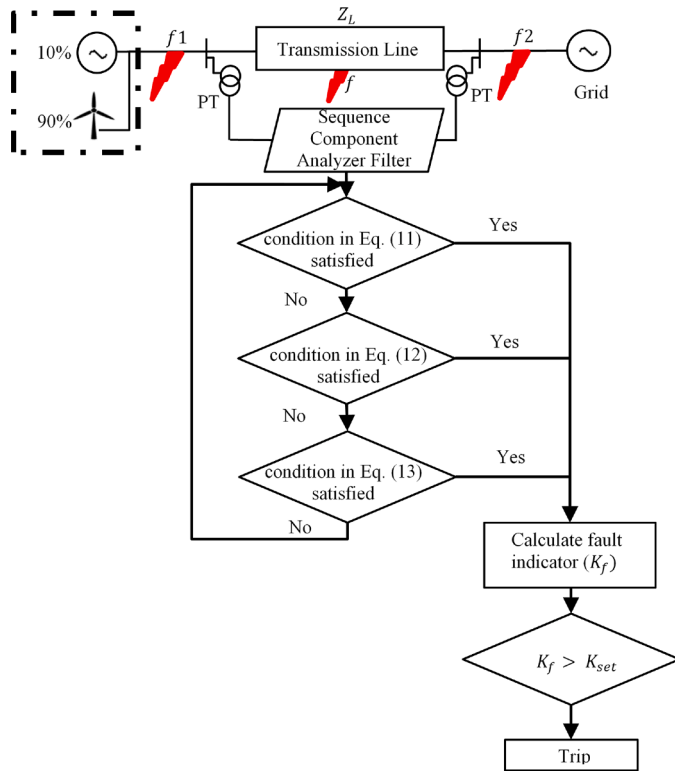 Z_L
f1
f2
10%
Transmission Line
f
PT
PT
Grid
90%
Sequence
Component
Analyzer Filter
condition in Eq. (11)
satisfied
Yes
No
condition in Eq. (12)
satisfied
Yes
No
condition in Eq. (13)
satisfied
Yes
No
Calculate fault
indicator (K_f)
K_f > K_set
Trip